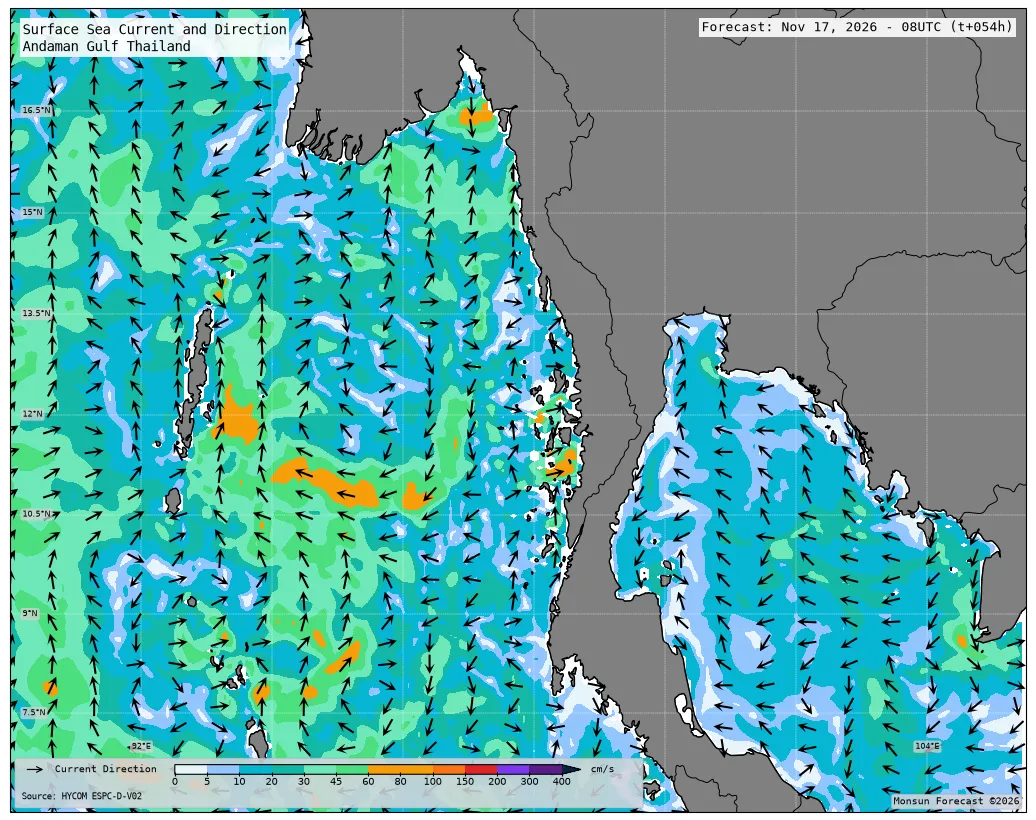 Surface Sea Current and Direction
Andaman Gulf Thailand
Forecast: Nov 17, 2026 - 08UTC (t+054h)
16.5°N
15°N
13.5°N
12°N
10.5°N
9°N
7.5°N
92°E
104°E
Current Direction
0 5 10 20 30 45 60 80 100 150 200 300 400 cm/s
Source: HYCOM ESPC-D-V02
Monsun Forecast ©2026